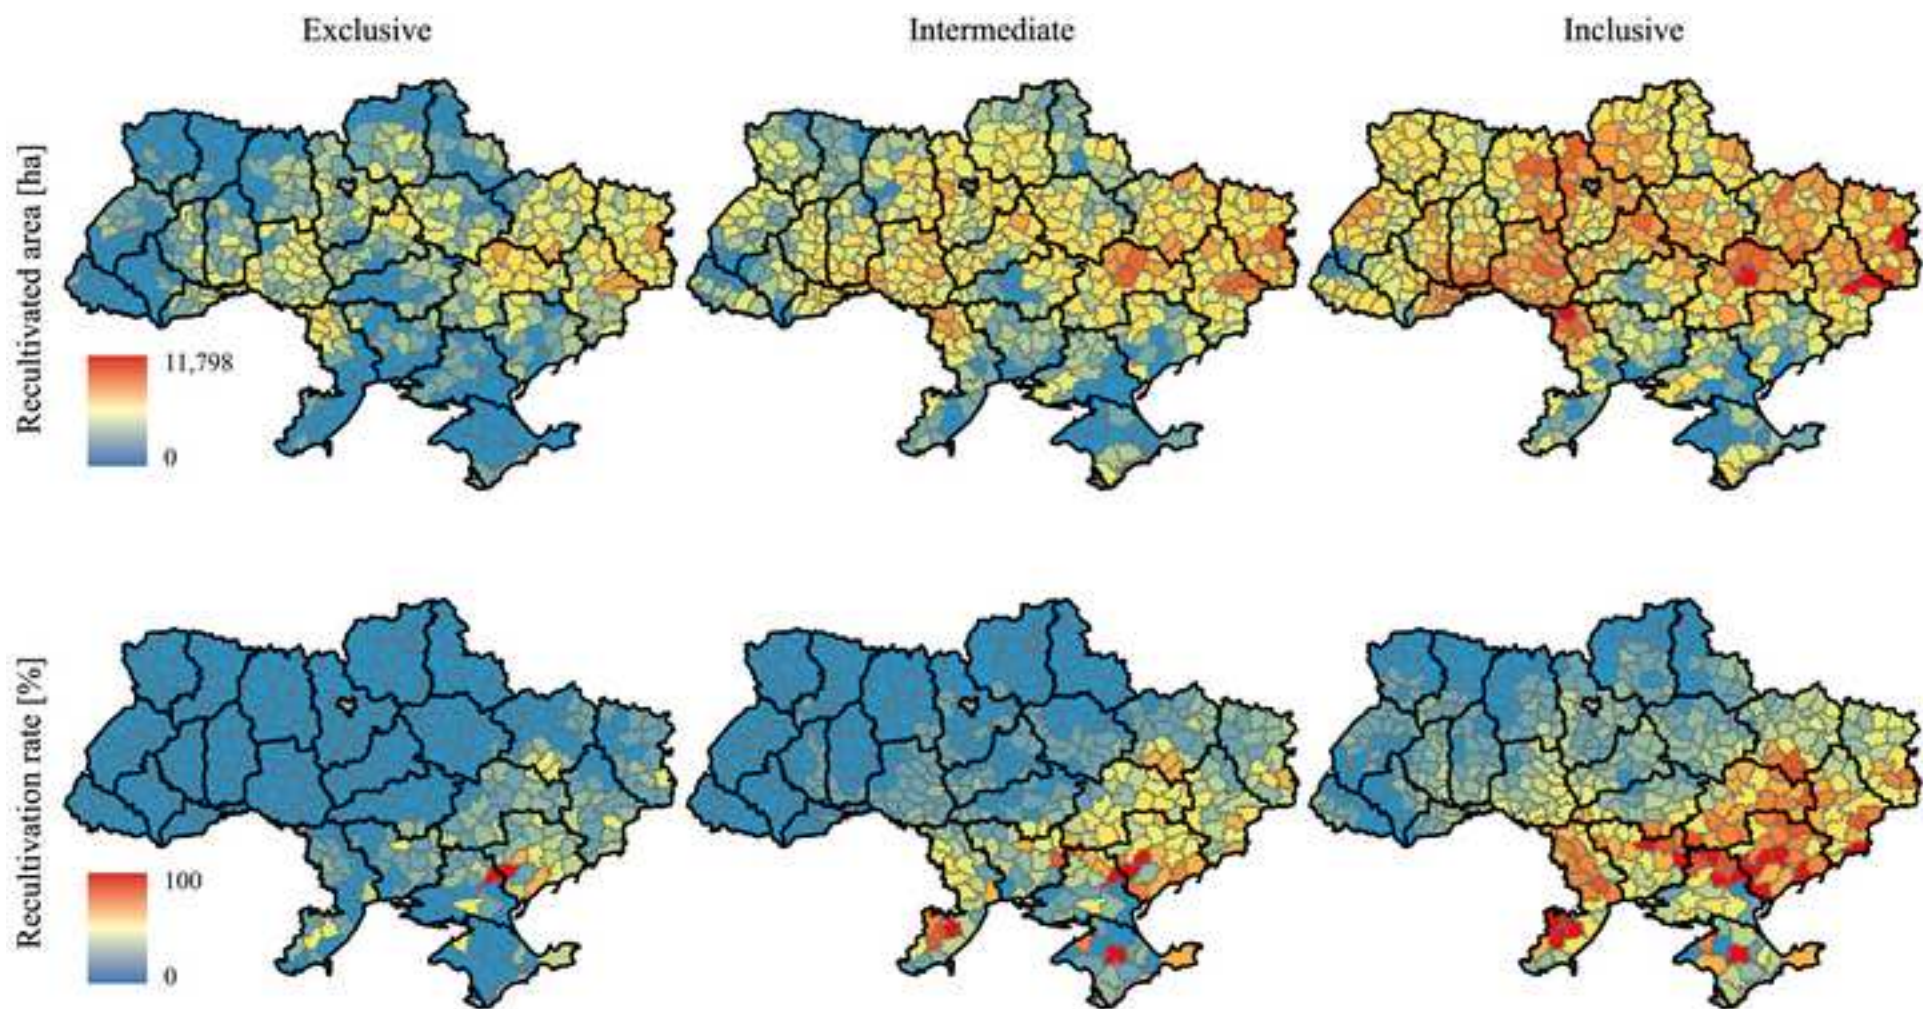 Exclusive
Intermediate
Inclusive
Recultivated area [ha]
11,798
0
Recultivation rate [%]
100
0